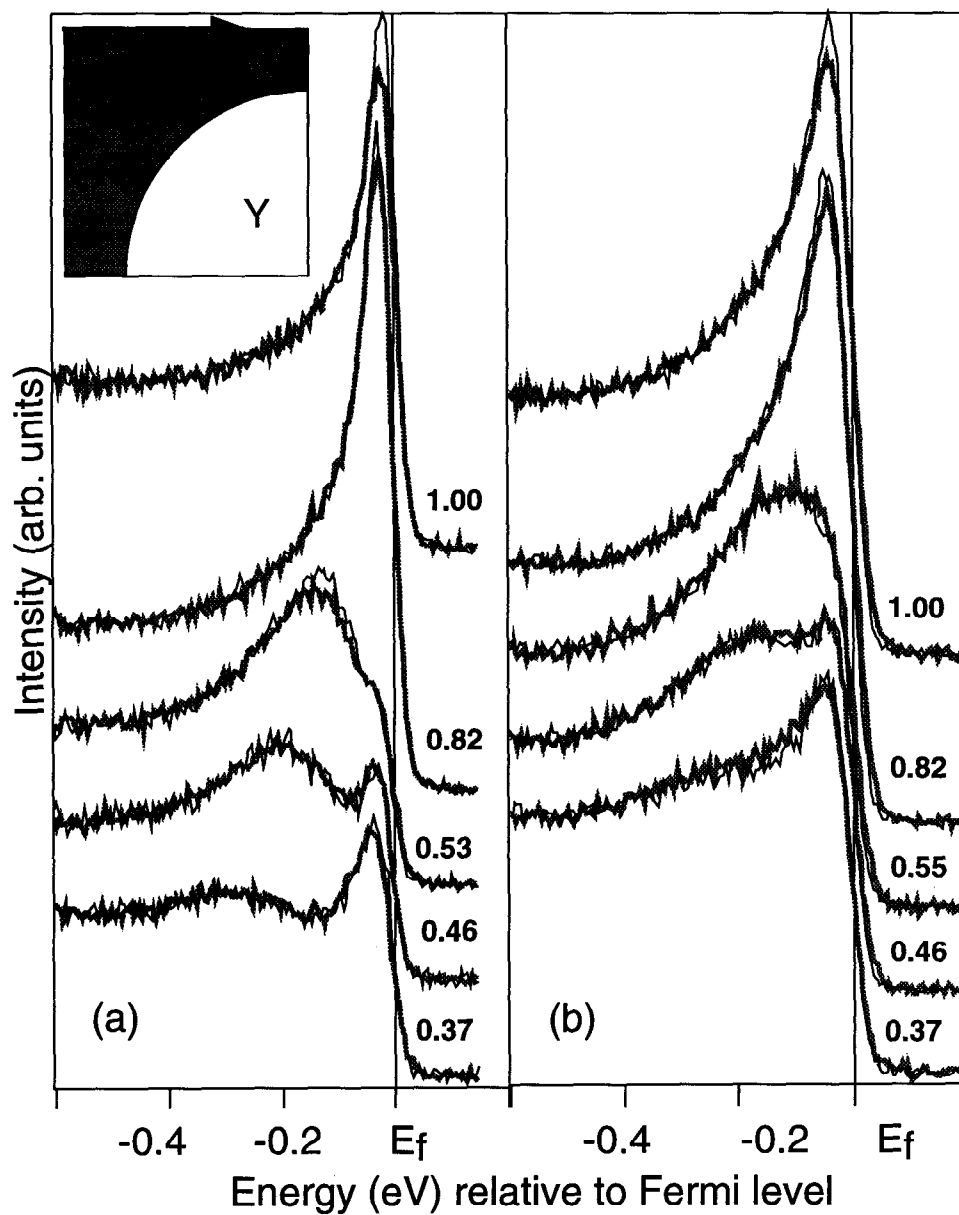 Y
Intensity (arb. units)
1.00
0.82
0.53
0.46
0.37
(a)
1.00
0.82
0.55
0.46
0.37
(b)
-0.4 -0.2 Ef
-0.4 -0.2 Ef
Energy (eV) relative to Fermi level